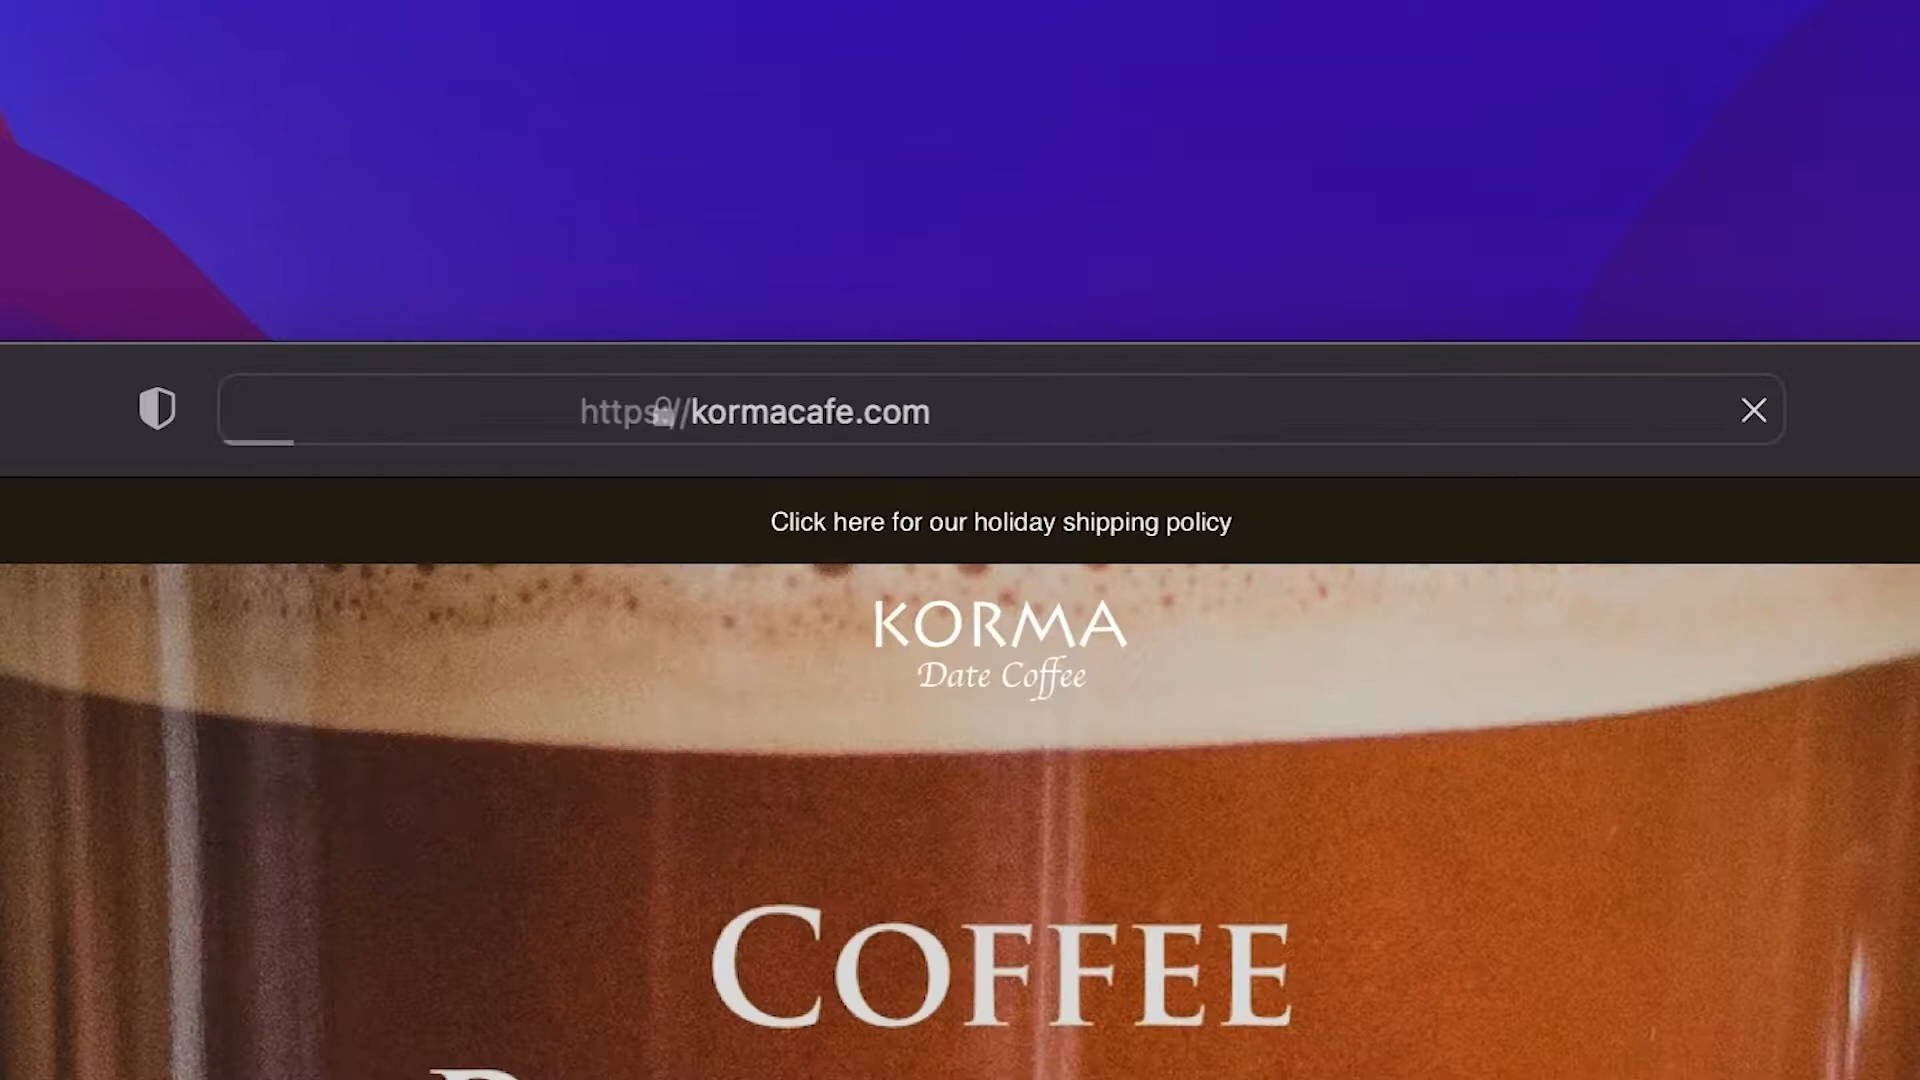 https://kormacafe.com
Click here for our holiday shipping policy
KORMA
Date Coffee
COFFEE